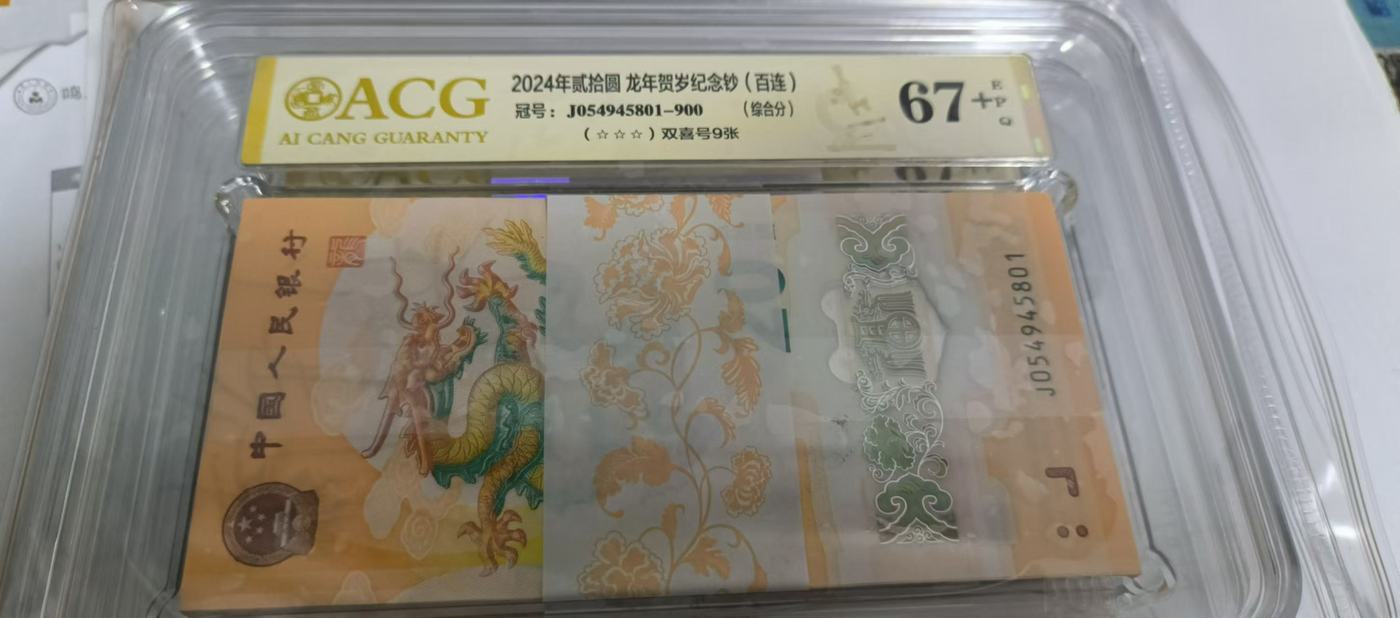 ACG
AI CANG GUARANTY
2024年贰拾圆 龙年贺岁纪念钞(百连)
冠号:J054945801-900 (综合分)
(☆☆☆)双喜号9张
67+
EPQ
中国人民银行
J054945801